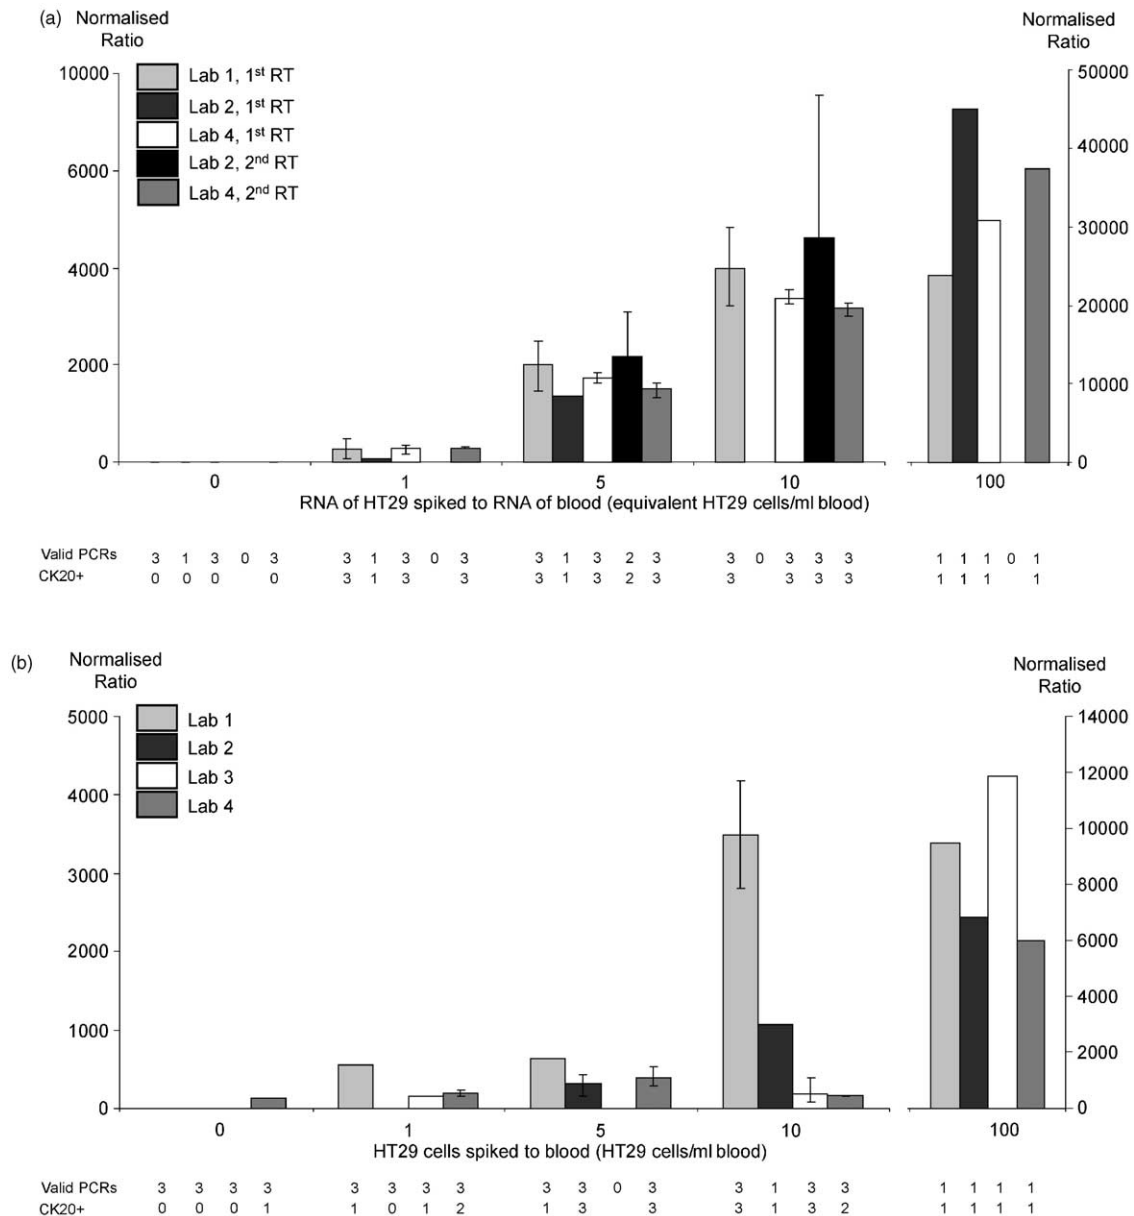 (a) Normalised Ratio
Normalised Ratio
10000
8000
6000
4000
2000
0
Lab 1, 1st RT
Lab 2, 1st RT
Lab 4, 1st RT
Lab 2, 2nd RT
Lab 4, 2nd RT
50000
40000
30000
20000
10000
0
0 1 5 10 100
RNA of HT29 spiked to RNA of blood (equivalent HT29 cells/ml blood)
Valid PCRs 3 1 3 0 3 3 1 3 0 3 3 1 3 2 3 3 0 3 3 3 1 1 1 0 1
CK20+ 0 0 0 0 3 1 3 3 3 1 3 2 3 3 3 3 3 1 1 1 1
(b) Normalised Ratio
Normalised Ratio
5000
4000
3000
2000
1000
0
Lab 1
Lab 2
Lab 3
Lab 4
14000
12000
10000
8000
6000
4000
2000
0
0 1 5 10 100
HT29 cells spiked to blood (HT29 cells/ml blood)
Valid PCRs 3 3 3 3 3 3 3 3 3 3 0 3 3 1 3 3 1 1 1 1
CK20+ 0 0 0 1 1 0 1 2 1 3 3 3 1 3 2 1 1 1 1